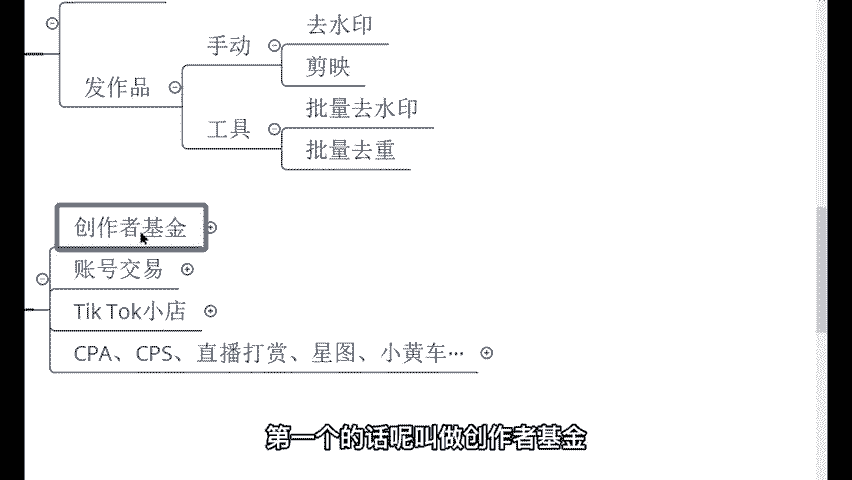 去水印
手动
剪映
发作品
批量去水印
工具
批量去重
创作者基金
账号交易
Tik Tok小店
CPA、CPS、直播打赏、星图、小黄车…
第一个的话呢叫做创作者基金